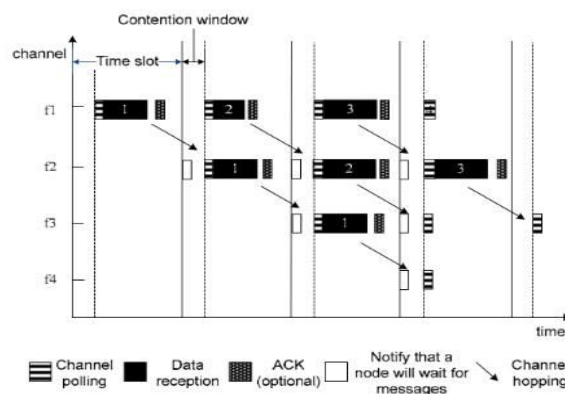 Contention window
channel
Time slot
f1
1
2
3
f2
1
2
3
f3
1
f4
time
Channel polling
Data reception
ACK (optional)
Notify that a node will wait for messages
Channel hopping